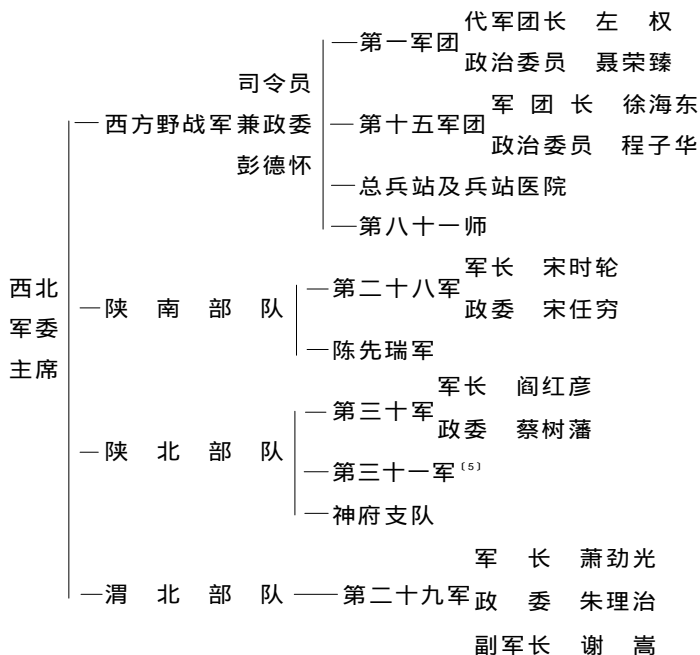 西北
军委
主席
西方野战军
司令员
兼政委
彭德怀
第一军团
代军团长 左 权
政治委员 聂荣臻
第十五军团
军 团 长 徐海东
政治委员 程子华
总兵站及兵站医院
第八十一师
陕 南 部 队
第二十八军
军长 宋时轮
政委 宋任穷
陈先瑞军
陕 北 部 队
第三十军
军长 阎红彦
政委 蔡树藩
第三十一军〔5〕
神府支队
渭 北 部 队
第二十九军
军 长 萧劲光
政 委 朱理治
副军长 谢 嵩